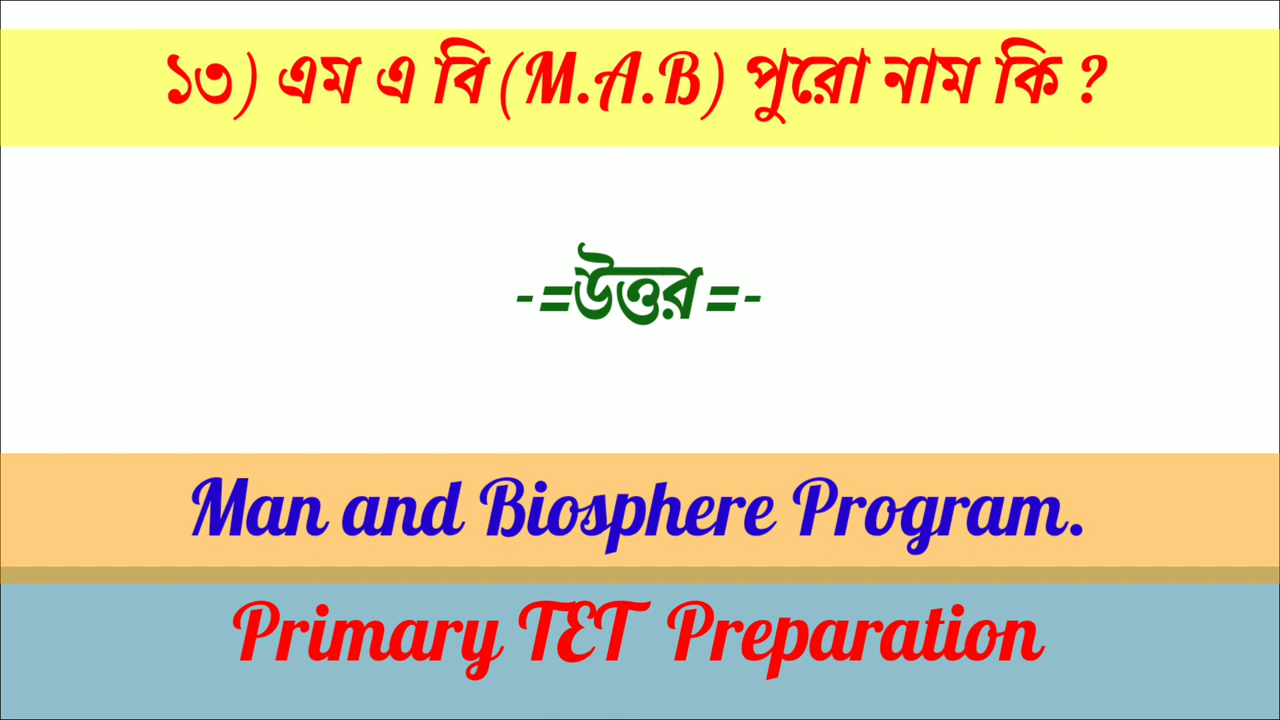 ১৩) এম এ বি (M.A.B) পুরো নাম কি ?
-=উত্তর=-
Man and Biosphere Program.
Primary TET Preparation